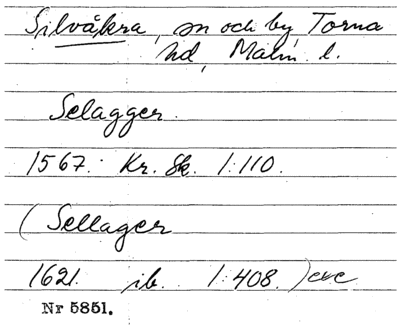 Silvåkra, sn och by, Torna
hd, Malm. l.
Selagger.
1567. Kr. Sk. 1:110.
(Sellager
1621. ib. 1:408.) etc
Nr 5851.